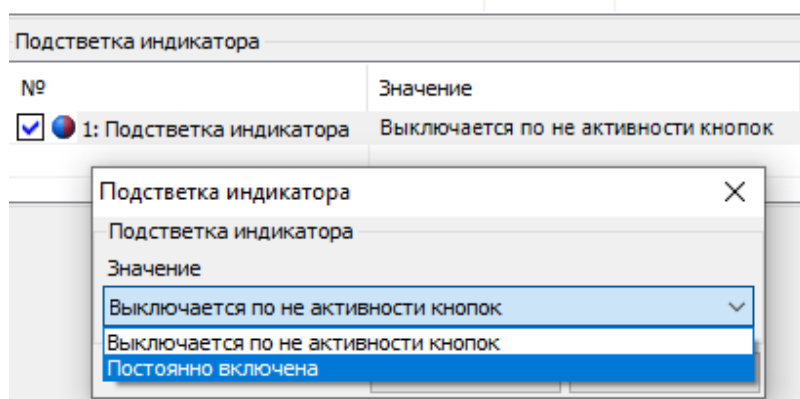 Подстветка индикатора
№ Значение
1: Подстветка индикатора Выключается по не активности кнопок
Подстветка индикатора
Подстветка индикатора
Значение
Выключается по не активности кнопок
Выключается по не активности кнопок
Постоянно включена